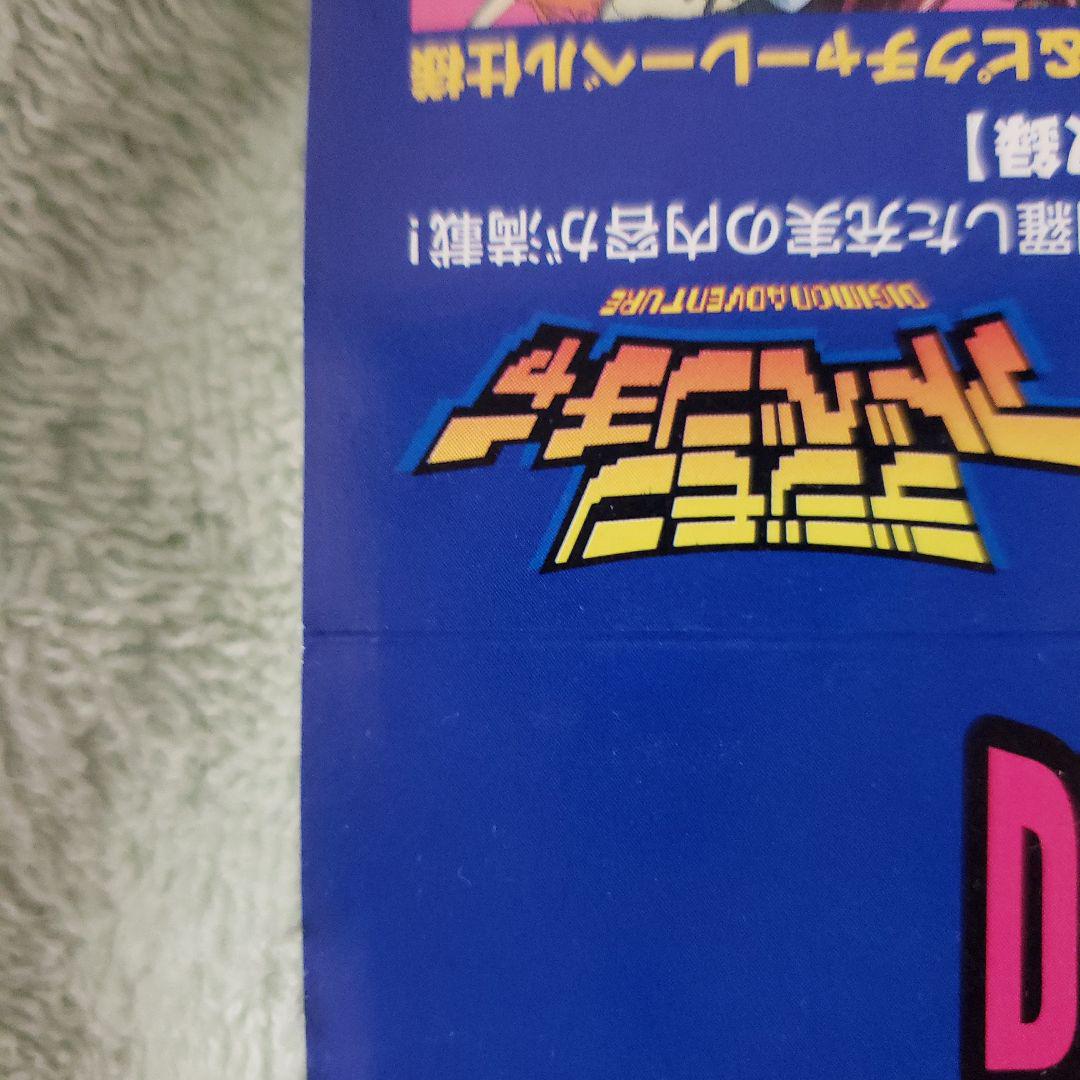 D
デジモン
アドベンチャー
DIGIMON ADVENTURE
羅した充実の内容が満載!
録】
&ピクチャーレーベル仕様